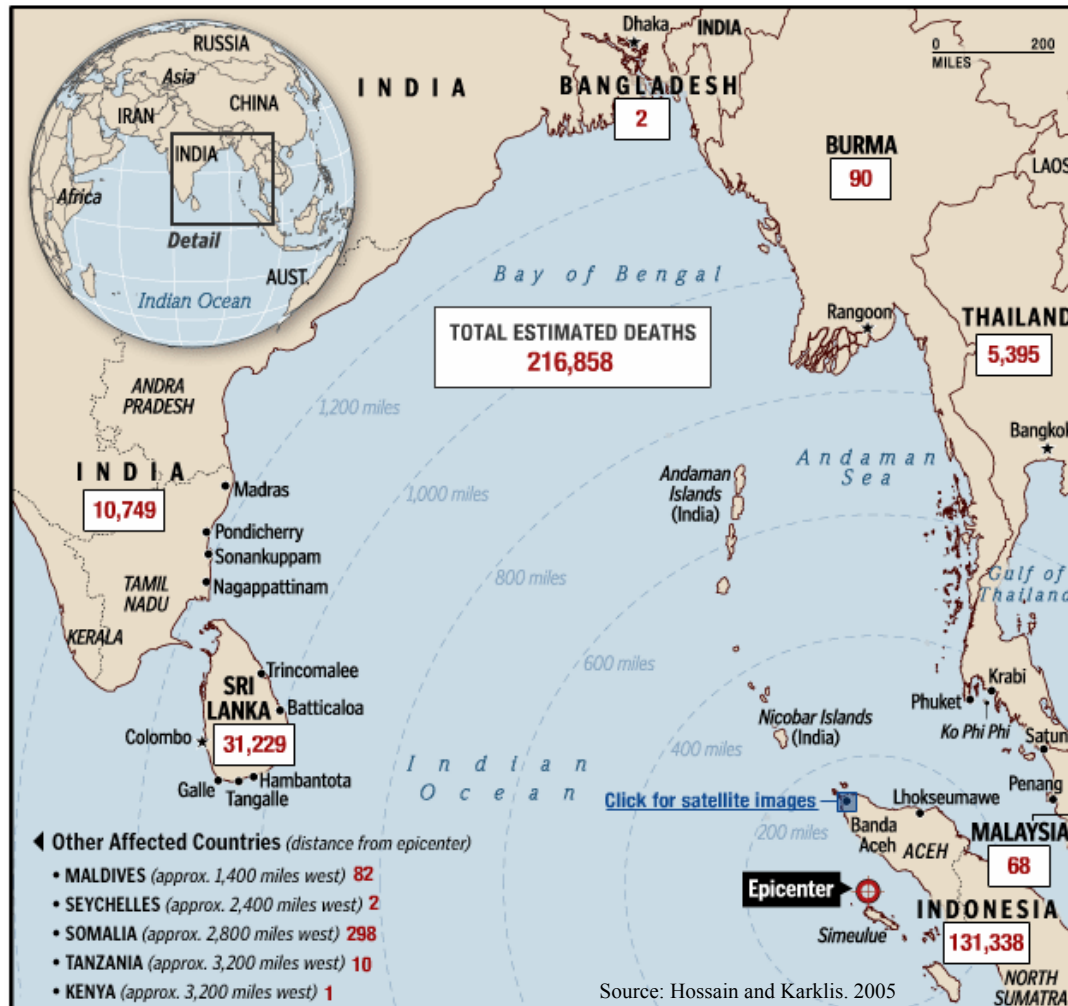 Dhaka
INDIA
0 200
MILES
RUSSIA
Asia
CHINA
IRAN
INDIA
Africa
Detail
AUST.
Indian Ocean
INDIA
BANGLADESH
2
BURMA
90
LAOS
Bay of Bengal
TOTAL ESTIMATED DEATHS
216,858
Rangoon
THAILAND
5,395
Bangkok
ANDRA
PRADESH
1,200 miles
INDIA
10,749
Madras
1,000 miles
Andaman
Islands
(India)
Andaman
Sea
Pondicherry
Sonankuppam
Nagappattinam
TAMIL
NADU
KERALA
800 miles
Gulf of
Thailand
600 miles
Trincomalee
SRI
LANKA
31,229
Batticaloa
Colombo
Hambantota
Galle
Tangalle
Nicobar Islands
(India)
Krabi
Phuket
Ko Phi Phi
Satun
400 miles
Indian
Ocean
Penang
Click for satellite images
Lhokseumawe
200 miles
Banda
Aceh
ACEH
MALAYSIA
68
Epicenter
Simeulue
INDONESIA
131,338
NORTH
SUMATRA
Other Affected Countries (distance from epicenter)
• MALDIVES (approx. 1,400 miles west) 82
• SEYCHELLES (approx. 2,400 miles west) 2
• SOMALIA (approx. 2,800 miles west) 298
• TANZANIA (approx. 3,200 miles west) 10
• KENYA (approx. 3,200 miles west) 1
Source: Hossain and Karklis. 2005